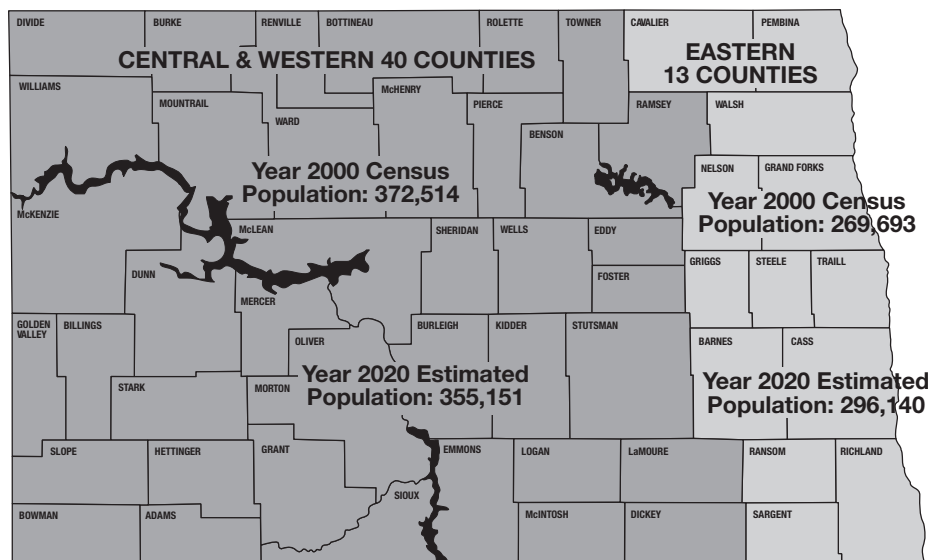 DIVIDE
BURKE
RENVILLE
BOTTINEAU
ROLETTE
TOWNER
CAVALIER
PEMBINA
CENTRAL & WESTERN 40 COUNTIES
EASTERN
13 COUNTIES
WILLIAMS
MOUNTRAIL
WARD
McHENRY
PIERCE
BENSON
RAMSEY
WALSH
Year 2000 Census
Population: 372,514
NELSON
GRAND FORKS
Year 2000 Census
Population: 269,693
McKENZIE
McLEAN
SHERIDAN
WELLS
EDDY
DUNN
FOSTER
GRIGGS
STEELE
TRAILL
MERCER
GOLDEN
VALLEY
BILLINGS
OLIVER
BURLEIGH
KIDDER
STUTSMAN
BARNES
CASS
STARK
MORTON
Year 2020 Estimated
Population: 355,151
Year 2020 Estimated
Population: 296,140
SLOPE
HETTINGER
GRANT
EMMONS
LOGAN
LaMOURE
RANSOM
RICHLAND
SIOUX
BOWMAN
ADAMS
McINTOSH
DICKEY
SARGENT